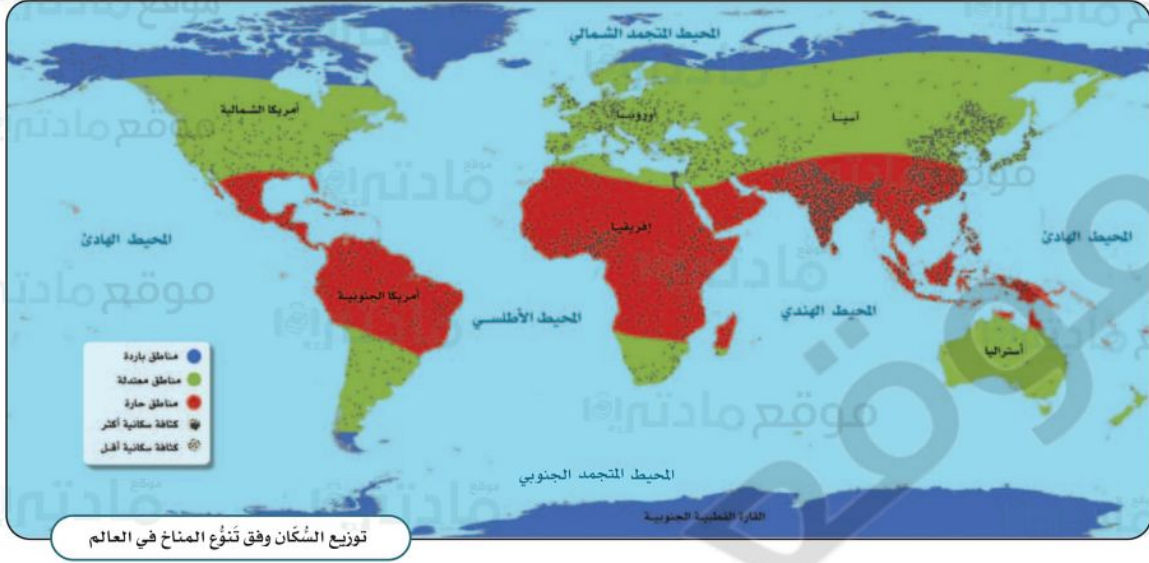 المحيط المتجمد الشمالي
أمريكا الشمالية
أوروبا
آسيا
المحيط الهادئ
إفريقيا
المحيط الهادئ
أمريكا الجنوبية
المحيط الأطلسي
المحيط الهندي
أستراليا
مناطق باردة
مناطق معتدلة
مناطق حارة
كثافة سكانية أكثر
كثافة سكانية أقل
المحيط المتجمد الجنوبي
القارة القطبية الجنوبية
توزيع السُّكّان وفق تَنوُّع المناخ في العالم
موقع مادتي